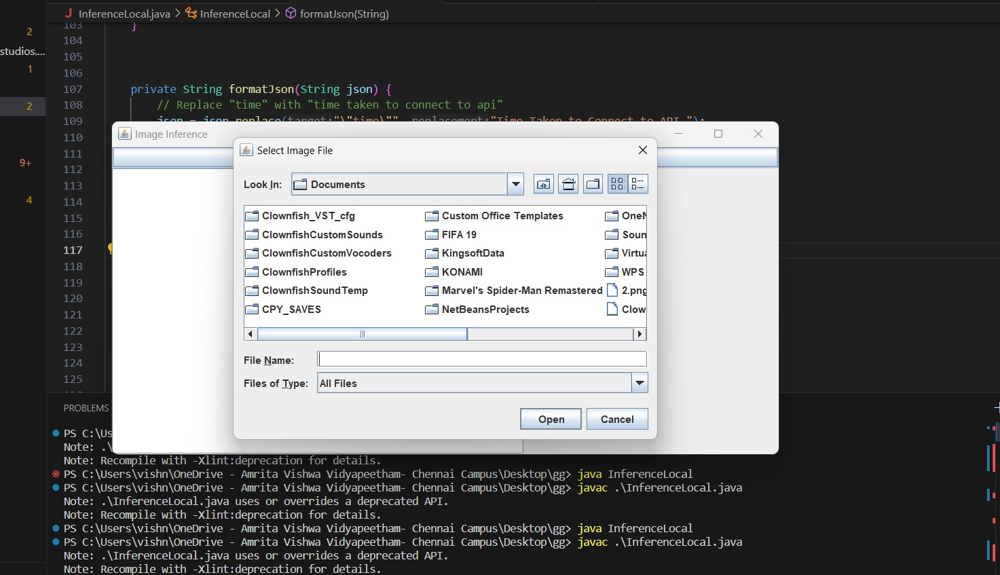 InferenceLocal.java > InferenceLocal > formatJson(String)
2
studios....
1
2
9+
4
103 }
104
105
106
107 private String formatJson(String json) {
108 // Replace "time" with "time taken to connect to api"
109 json = json.replace(target:"\"time\"", replacement:"Time Taken to Connect to API ");
110
111
112
113
114
115
116
117
118
119
120
121
122
123
124
125
Image Inference
Select Image File
Look In: Documents
Clownfish_VST_cfg
ClownfishCustomSounds
ClownfishCustomVocoders
ClownfishProfiles
ClownfishSoundTemp
CPY_SAVES
Custom Office Templates
FIFA 19
KingsoftData
KONAMI
Marvel's Spider-Man Remastered
NetBeansProjects
Soun
Virtua
WPS
2.png
Clow
File Name:
Files of Type: All Files
Open Cancel
PROBLEMS
PS C:\Us
Note: .\
Note: Recompile with -Xlint:deprecation for details.
PS C:\Users\vishn\OneDrive - Amrita Vishwa Vidyapeetham- Chennai Campus\Desktop\gg> java InferenceLocal
PS C:\Users\vishn\OneDrive - Amrita Vishwa Vidyapeetham- Chennai Campus\Desktop\gg> javac .\InferenceLocal.java
Note: .\InferenceLocal.java uses or overrides a deprecated API.
Note: Recompile with -Xlint:deprecation for details.
PS C:\Users\vishn\OneDrive - Amrita Vishwa Vidyapeetham- Chennai Campus\Desktop\gg> java InferenceLocal
PS C:\Users\vishn\OneDrive - Amrita Vishwa Vidyapeetham- Chennai Campus\Desktop\gg> javac .\InferenceLocal.java
Note: .\InferenceLocal.java uses or overrides a deprecated API.
Note: Recompile with -Xlint:deprecation for details.